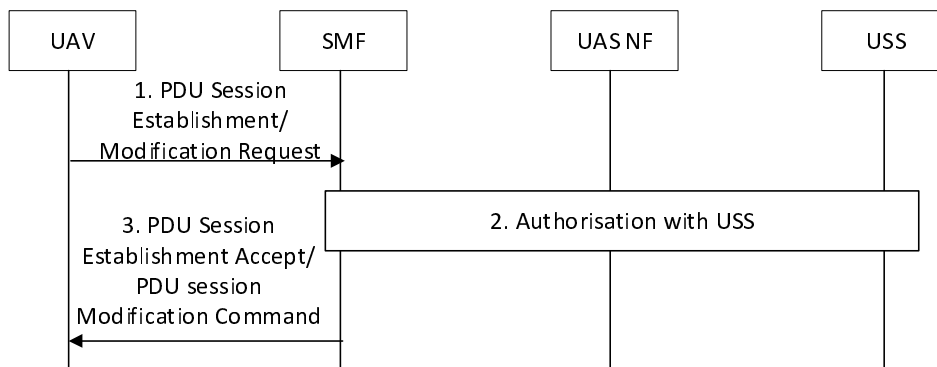 UAV
SMF
UAS NF
USS
1. PDU Session
Establishment/
Modification Request
2. Authorisation with USS
3. PDU Session
Establishment Accept/
PDU session
Modification Command